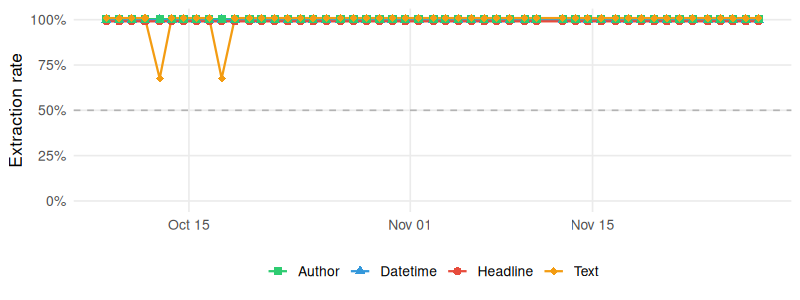 Extraction rate
100%
75%
50%
25%
0%
Oct 15 Nov 01 Nov 15
Author Datetime Headline Text